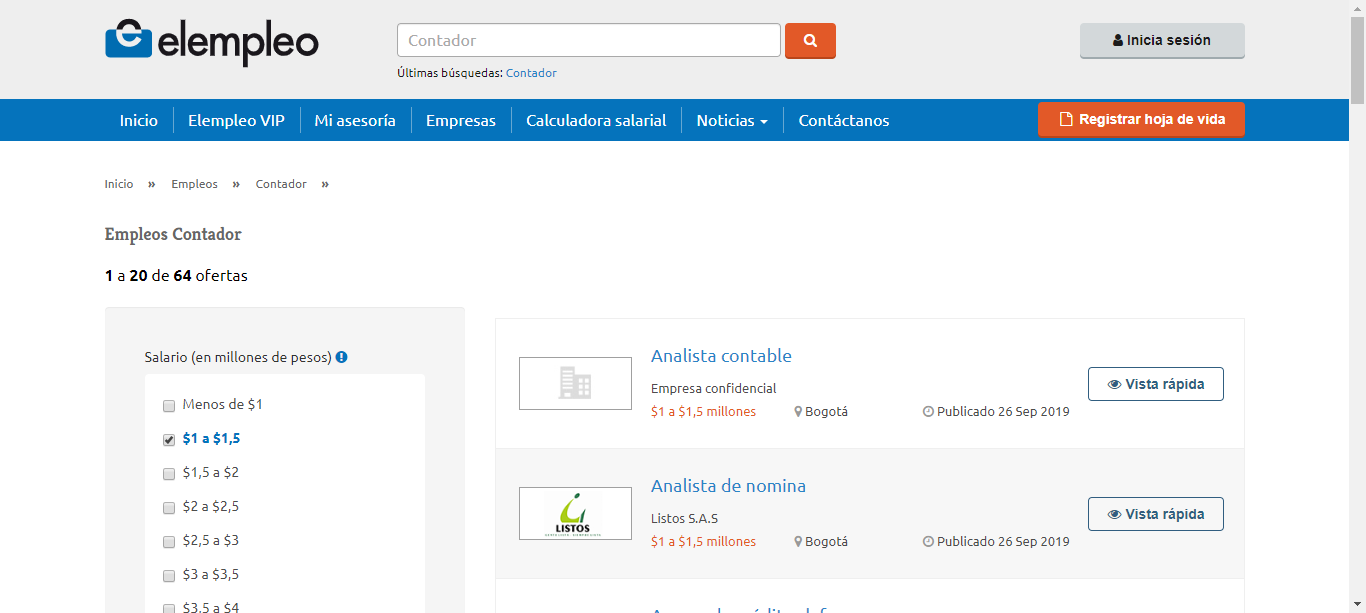 elempleo
Contador
Últimas búsquedas: Contador
Inicia sesión
Inicio Elempleo VIP Mi asesoría Empresas Calculadora salarial Noticias Contáctanos Registrar hoja de vida
Inicio » Empleos » Contador »
Empleos Contador
1 a 20 de 64 ofertas
Salario (en millones de pesos)
Menos de $1
$1 a $1,5
$1,5 a $2
$2 a $2,5
$2,5 a $3
$3 a $3,5
$3,5 a $4
Analista contable
Empresa confidencial
$1 a $1,5 millones Bogotá Publicado 26 Sep 2019
Vista rápida
LISTOS
Analista de nomina
Listos S.A.S
$1 a $1,5 millones Bogotá Publicado 26 Sep 2019
Vista rápida